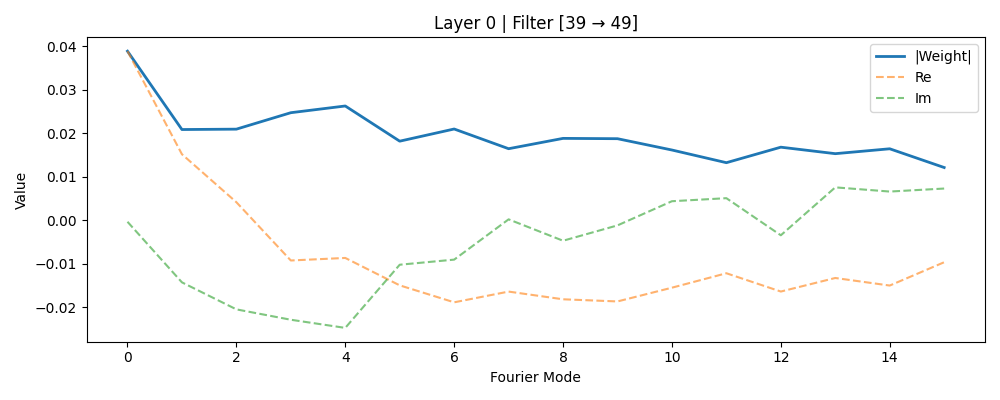 Layer 0 | Filter [39 → 49]
|Weight|
Re
Im
0.04
0.03
0.02
0.01
0.00
−0.01
−0.02
Value
0 2 4 6 8 10 12 14
Fourier Mode